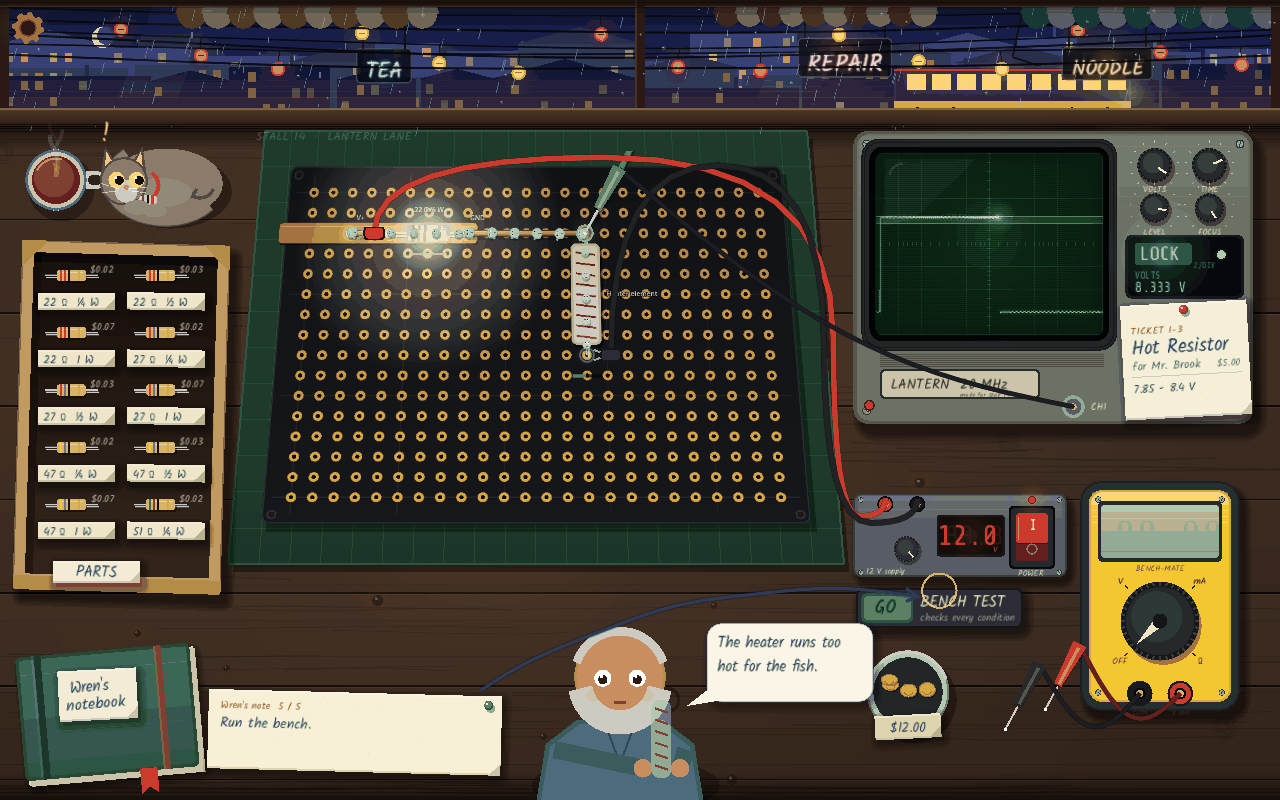 TEA
REPAIR
NOODLE
STALL 14 LANTERN LANE
VOLTS
TIME
LEVEL
FOCUS
LOCK
2/DIV
VOLTS
8.333 V
TICKET 1-3
Hot Resistor
for Mr. Brook $5.00
7.85 - 8.4 V
LANTERN 20 MHz
CH1
V+
GND
$0.02
$0.03
22 Ω ¼ W
22 Ω ½ W
$0.07
$0.02
22 Ω 1 W
27 Ω ¼ W
$0.03
$0.07
27 Ω ½ W
27 Ω 1 W
$0.02
$0.03
47 Ω ¼ W
47 Ω ½ W
$0.07
$0.02
47 Ω 1 W
51 Ω ¼ W
PARTS
12.0
V
I
12 V supply
POWER
GO
BENCH TEST
checks every condition
BENCH-MATE
V
mA
OFF
Ω
Wren's
notebook
Wren's note 5 / 5
Run the bench.
The heater runs too
hot for the fish.
$12.00